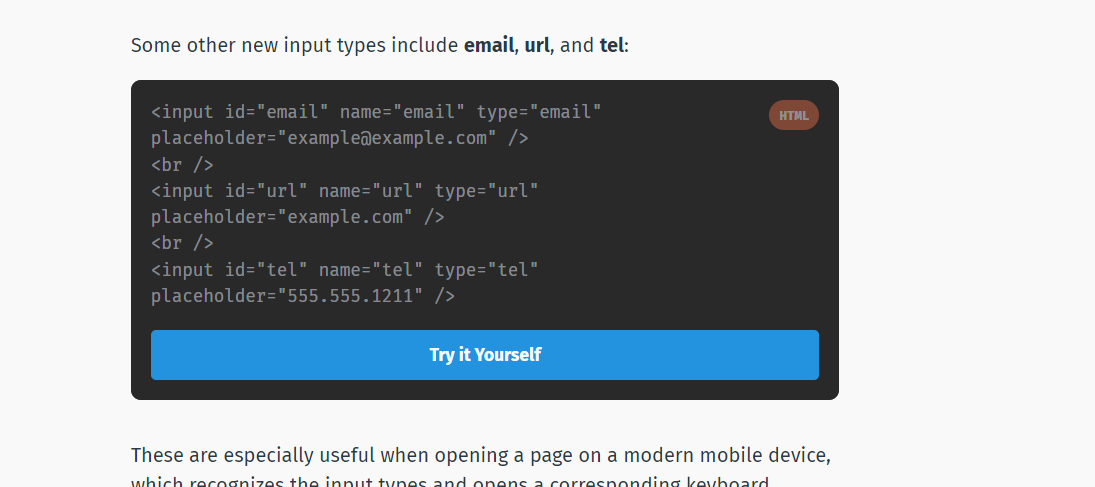 Some other new input types include email, url, and tel:
<input id="email" name="email" type="email"
HTML
placeholder="example@example.com" />
<br />
<input id="url" name="url" type="url"
placeholder="example.com" />
<br />
<input id="tel" name="tel" type="tel"
placeholder="555.555.1211" />
Try it Yourself
These are especially useful when opening a page on a modern mobile device,
which recognizes the input types and opens a corresponding keyboard